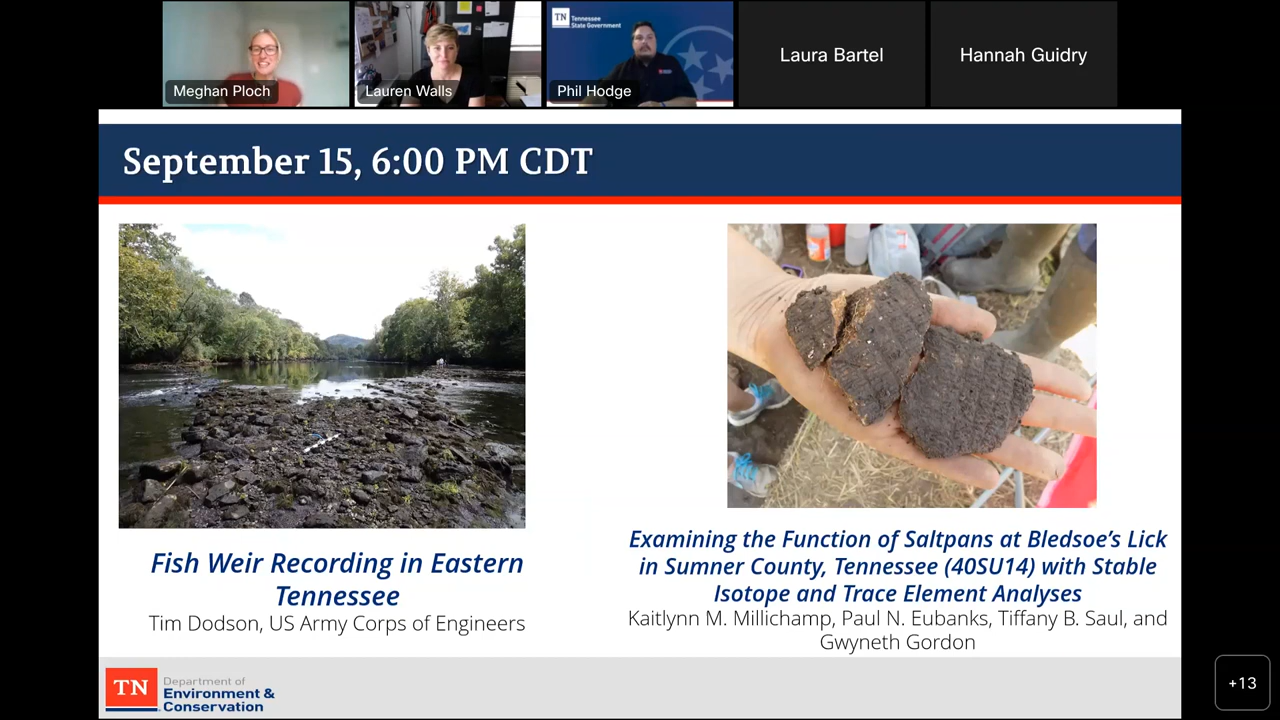 TN
Tennessee
State Government
Meghan Ploch
Lauren Walls
Phil Hodge
Laura Bartel
Hannah Guidry
September 15, 6:00 PM CDT
Fish Weir Recording in Eastern
Tennessee
Tim Dodson, US Army Corps of Engineers
Examining the Function of Saltpans at Bledsoe's Lick
in Sumner County, Tennessee (40SU14) with Stable
Isotope and Trace Element Analyses
Kaitlynn M. Millichamp, Paul N. Eubanks, Tiffany B. Saul, and
Gwyneth Gordon
TN
Department of
Environment &
Conservation
+13